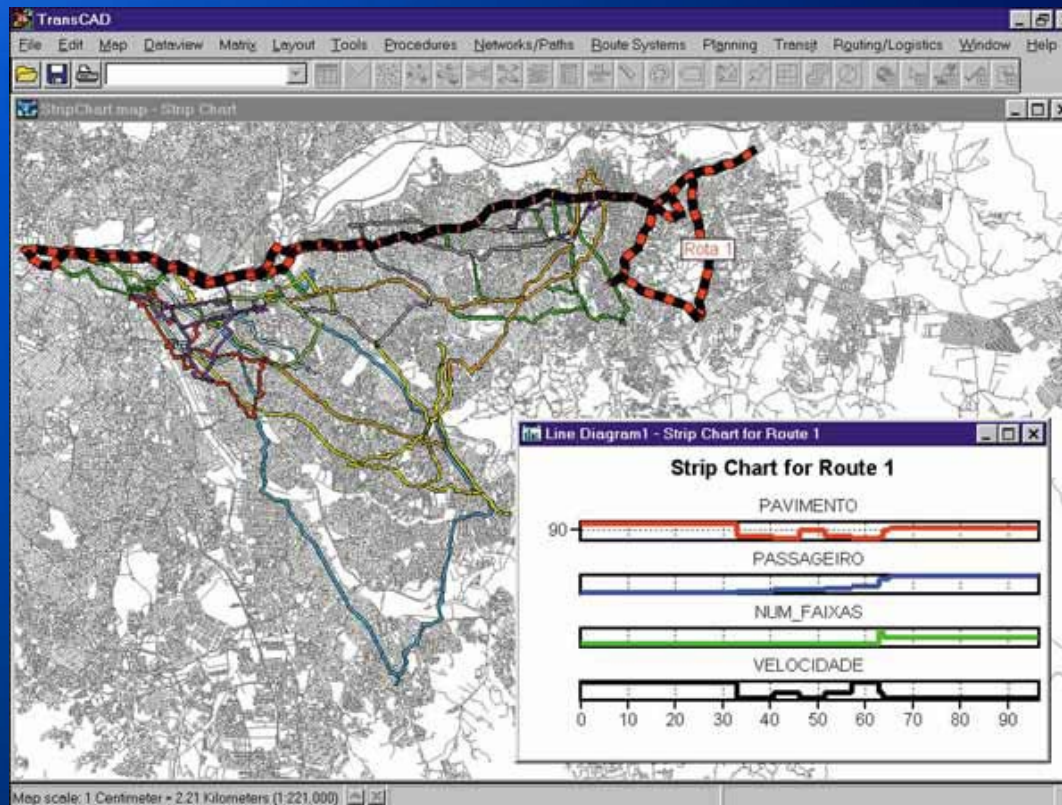 TransCAD
File Edit Map Dataview Matrix Layout Tools Procedures Networks/Paths Route Systems Planning Transit Routing/Logistics Window Help
StripChart.map - Strip Chart
Rota 1
Line Diagram1 - Strip Chart for Route 1
Strip Chart for Route 1
PAVIMENTO
90
PASSAGEIRO
NUM_FAIXAS
VELOCIDADE
0 10 20 30 40 50 60 70 80 90
Map scale: 1 Centimeter = 2.21 Kilometers (1:221,000)